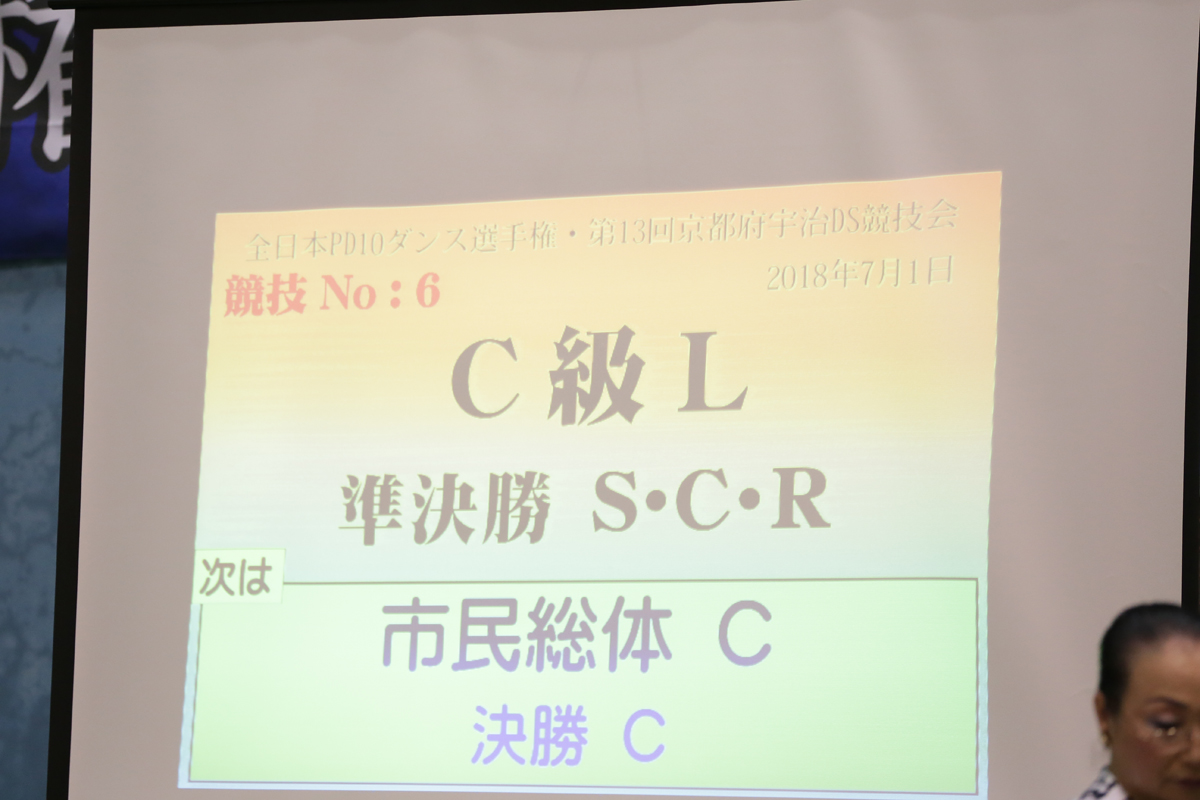 権
全日本PD10ダンス選手権・第13回京都府宇治DS競技会
2018年7月1日
競技 No：6
C 級 L
準決勝 S・C・R
次は
市民総体 C
決勝 C